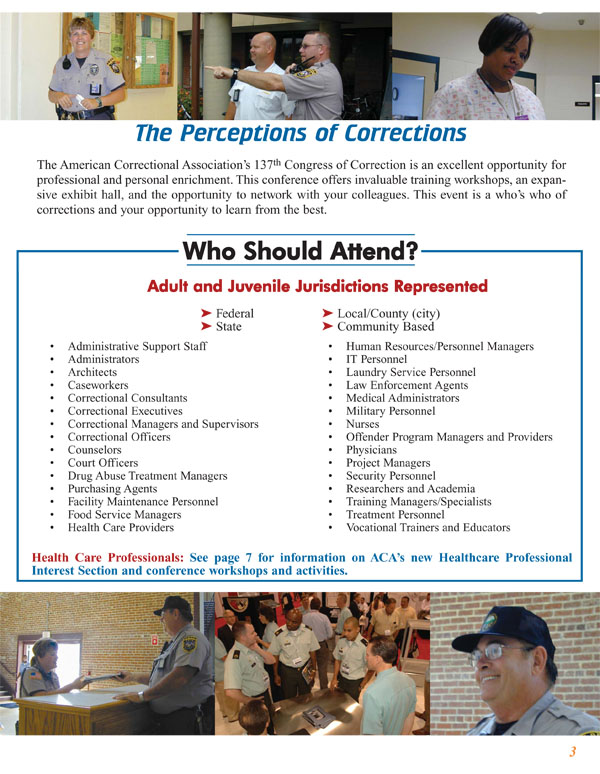 The Perceptions of Corrections
The American Correctional Association's 137th Congress of Correction is an excellent opportunity for
professional and personal enrichment. This conference offers invaluable training workshops, an expan-
sive exhibit hall, and the opportunity to network with your colleagues. This event is a who's who of
corrections and your opportunity to learn from the best.
Who Should Attend?
Adult and Juvenile Jurisdictions Represented
➤ Federal
➤ State
➤ Local/County (city)
➤ Community Based
• Administrative Support Staff
• Administrators
• Architects
• Caseworkers
• Correctional Consultants
• Correctional Executives
• Correctional Managers and Supervisors
• Correctional Officers
• Counselors
• Court Officers
• Drug Abuse Treatment Managers
• Purchasing Agents
• Facility Maintenance Personnel
• Food Service Managers
• Health Care Providers
• Human Resources/Personnel Managers
• IT Personnel
• Laundry Service Personnel
• Law Enforcement Agents
• Medical Administrators
• Military Personnel
• Nurses
• Offender Program Managers and Providers
• Physicians
• Project Managers
• Security Personnel
• Researchers and Academia
• Training Managers/Specialists
• Treatment Personnel
• Vocational Trainers and Educators
Health Care Professionals: See page 7 for information on ACA's new Healthcare Professional
Interest Section and conference workshops and activities.
3